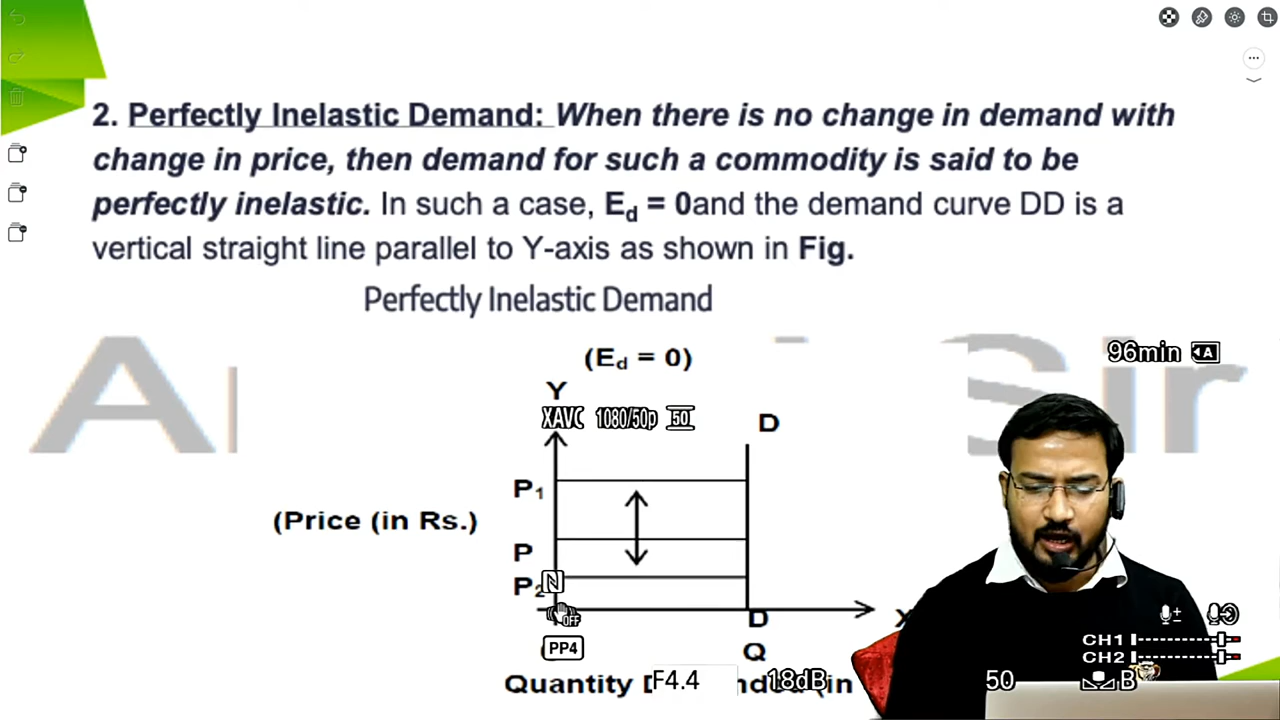 2. Perfectly Inelastic Demand: When there is no change in demand with
change in price, then demand for such a commodity is said to be
perfectly inelastic. In such a case, Ed = 0and the demand curve DD is a
vertical straight line parallel to Y-axis as shown in Fig.
Perfectly Inelastic Demand
(Ed = 0)
96min A
Y
XAVC 1080/50p 50
D
P1
(Price (in Rs.)
P
P2 N
OFF
D
X
CH1
PP4
Q
CH2
Quantity F4.4 18dB (in 50 B